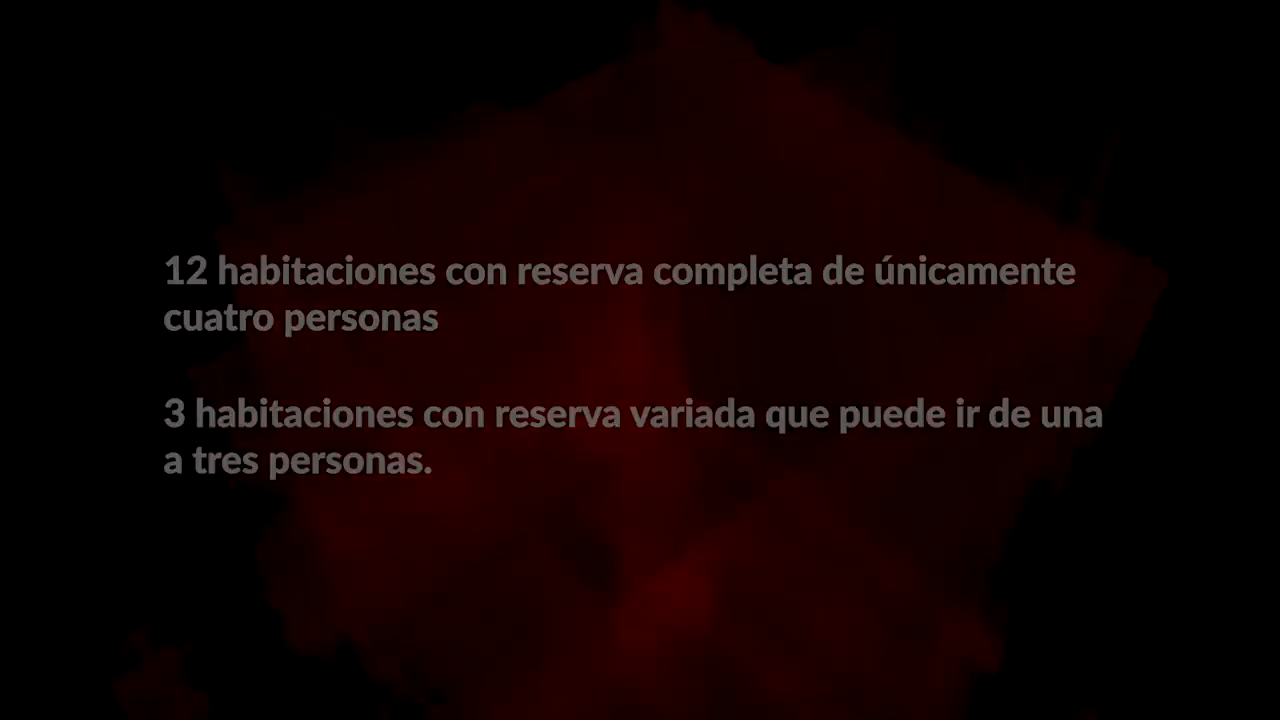 12 habitaciones con reserva completa de únicamente
cuatro personas
3 habitaciones con reserva variada que puede ir de una
a tres personas.